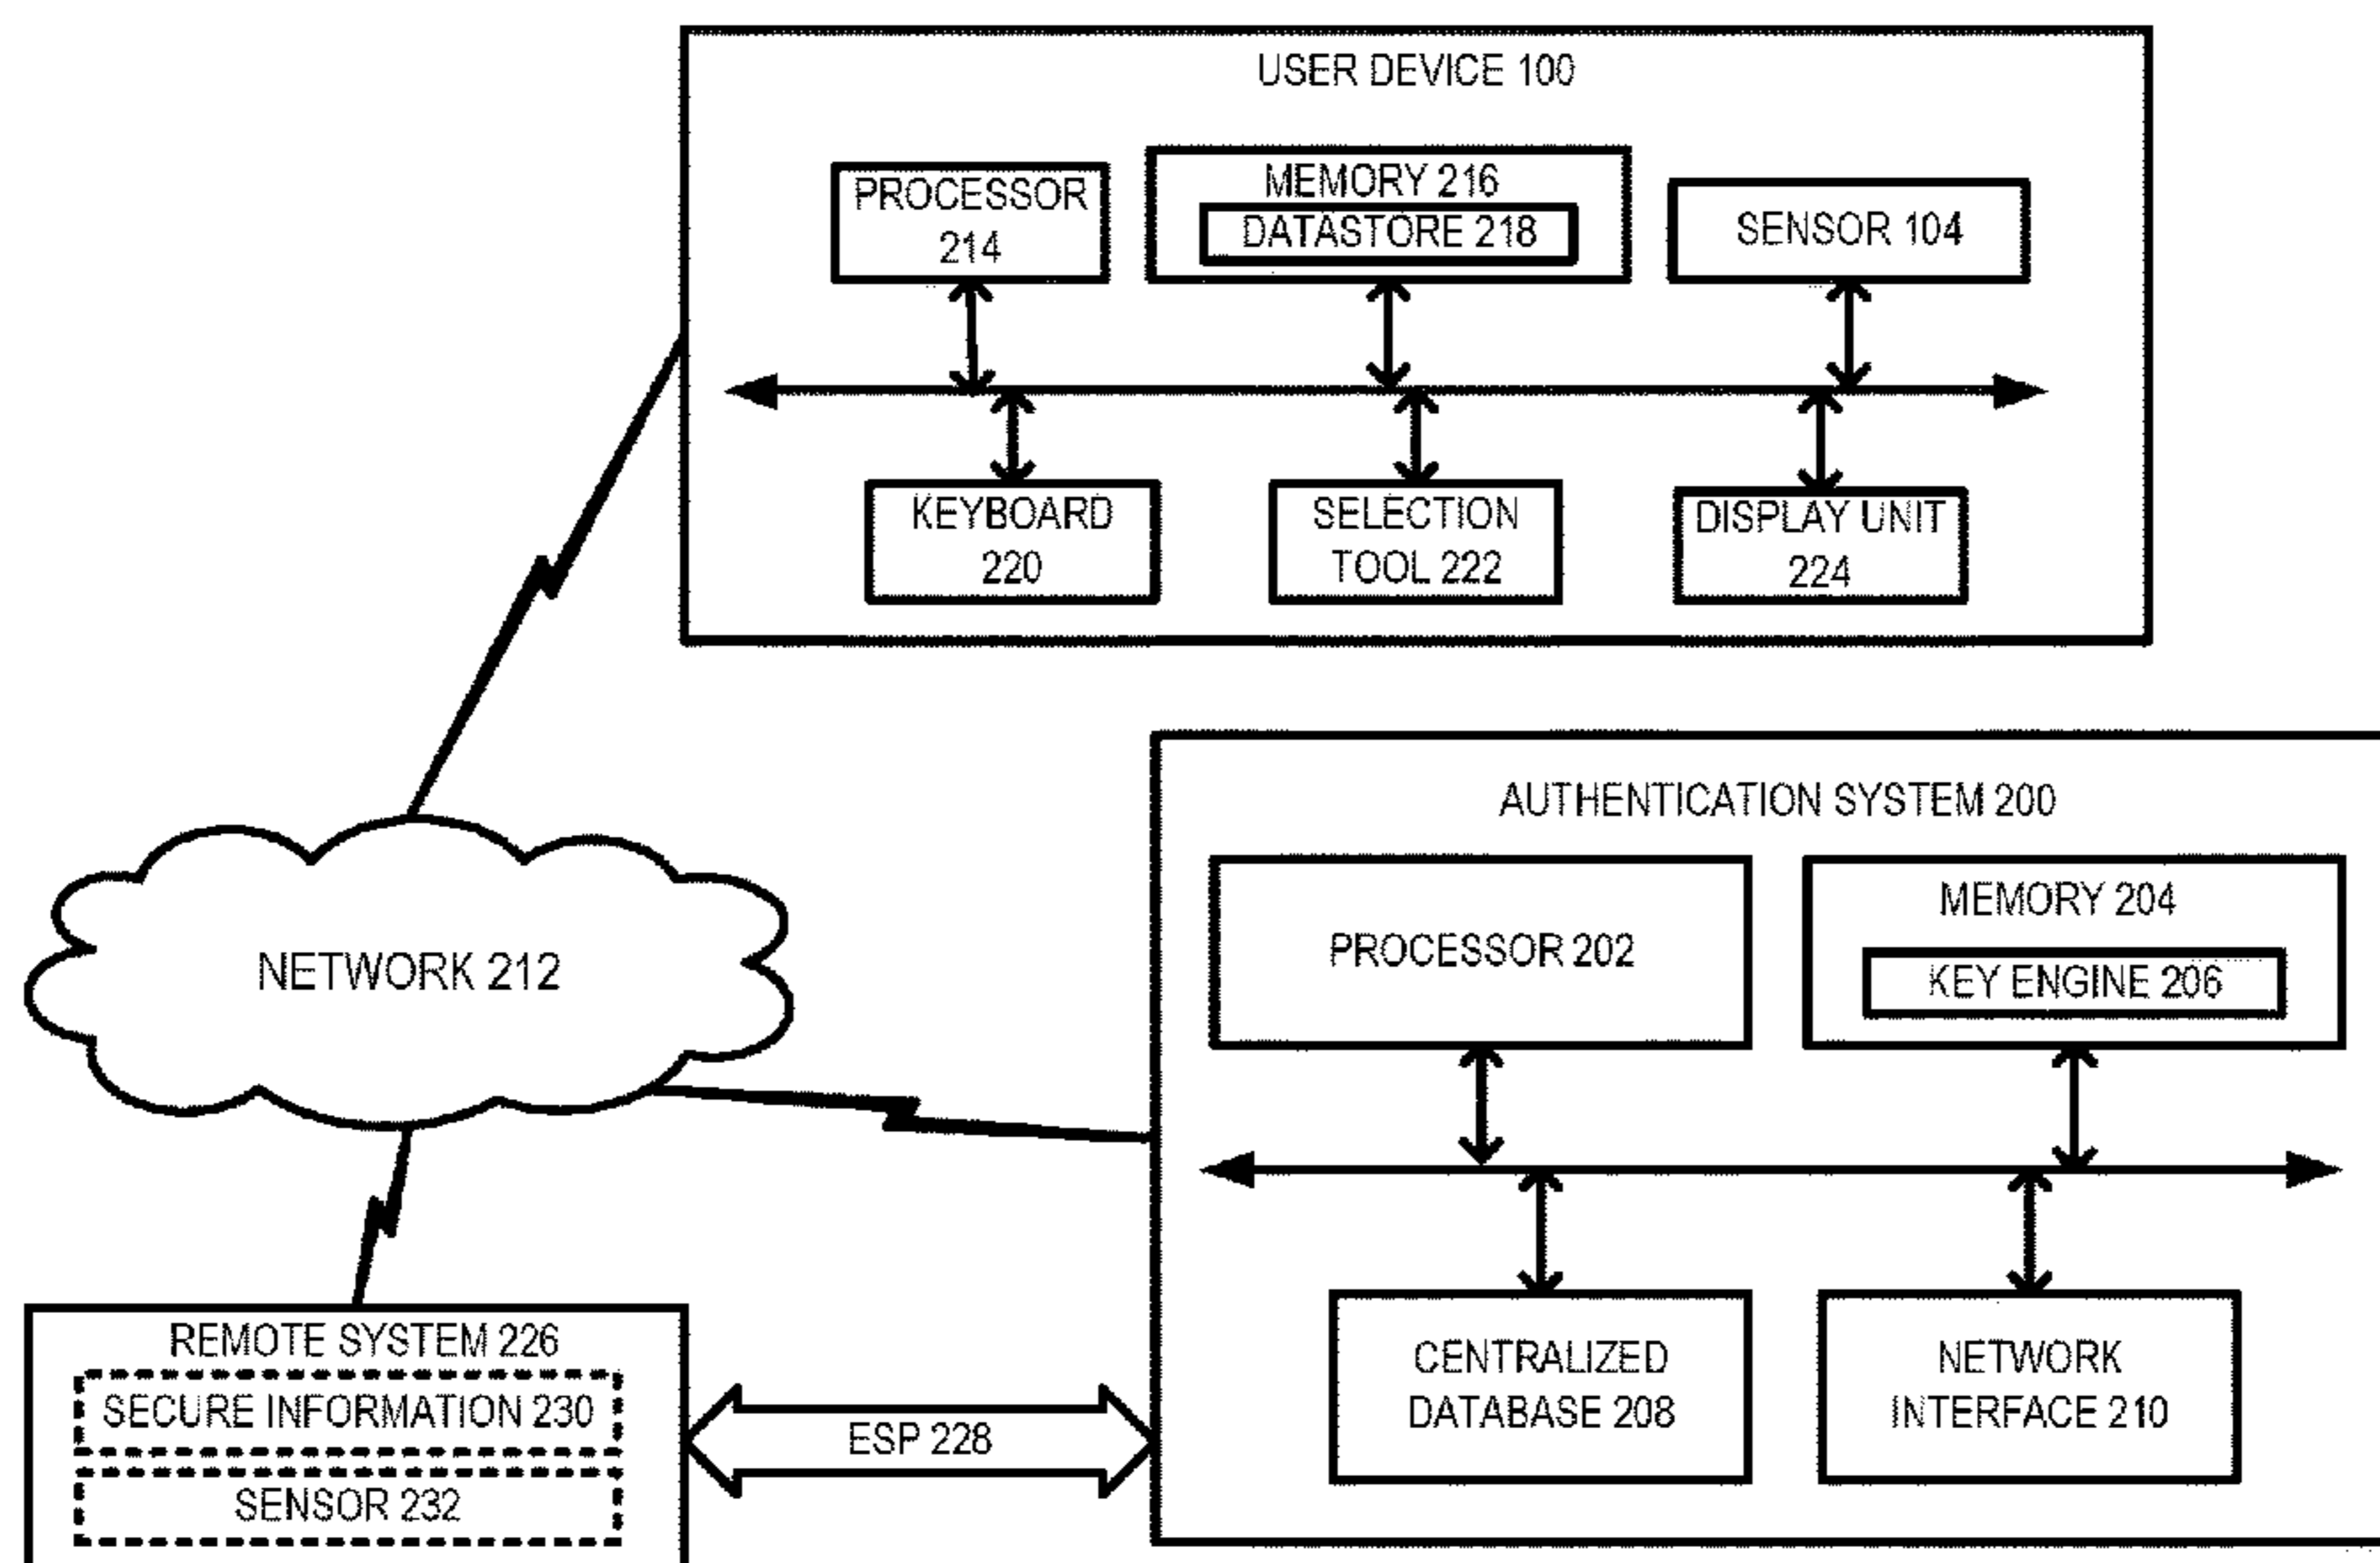 USER DEVICE 100
PROCESSOR
214
MEMORY 216
DATASTORE 218
SENSOR 104
KEYBOARD
220
SELECTION
TOOL 222
DISPLAY UNIT
224
AUTHENTICATION SYSTEM 200
PROCESSOR 202
MEMORY 204
KEY ENGINE 206
NETWORK 212
CENTRALIZED
DATABASE 208
NETWORK
INTERFACE 210
REMOTE SYSTEM 226
SECURE INFORMATION 230
SENSOR 232
ESP 228